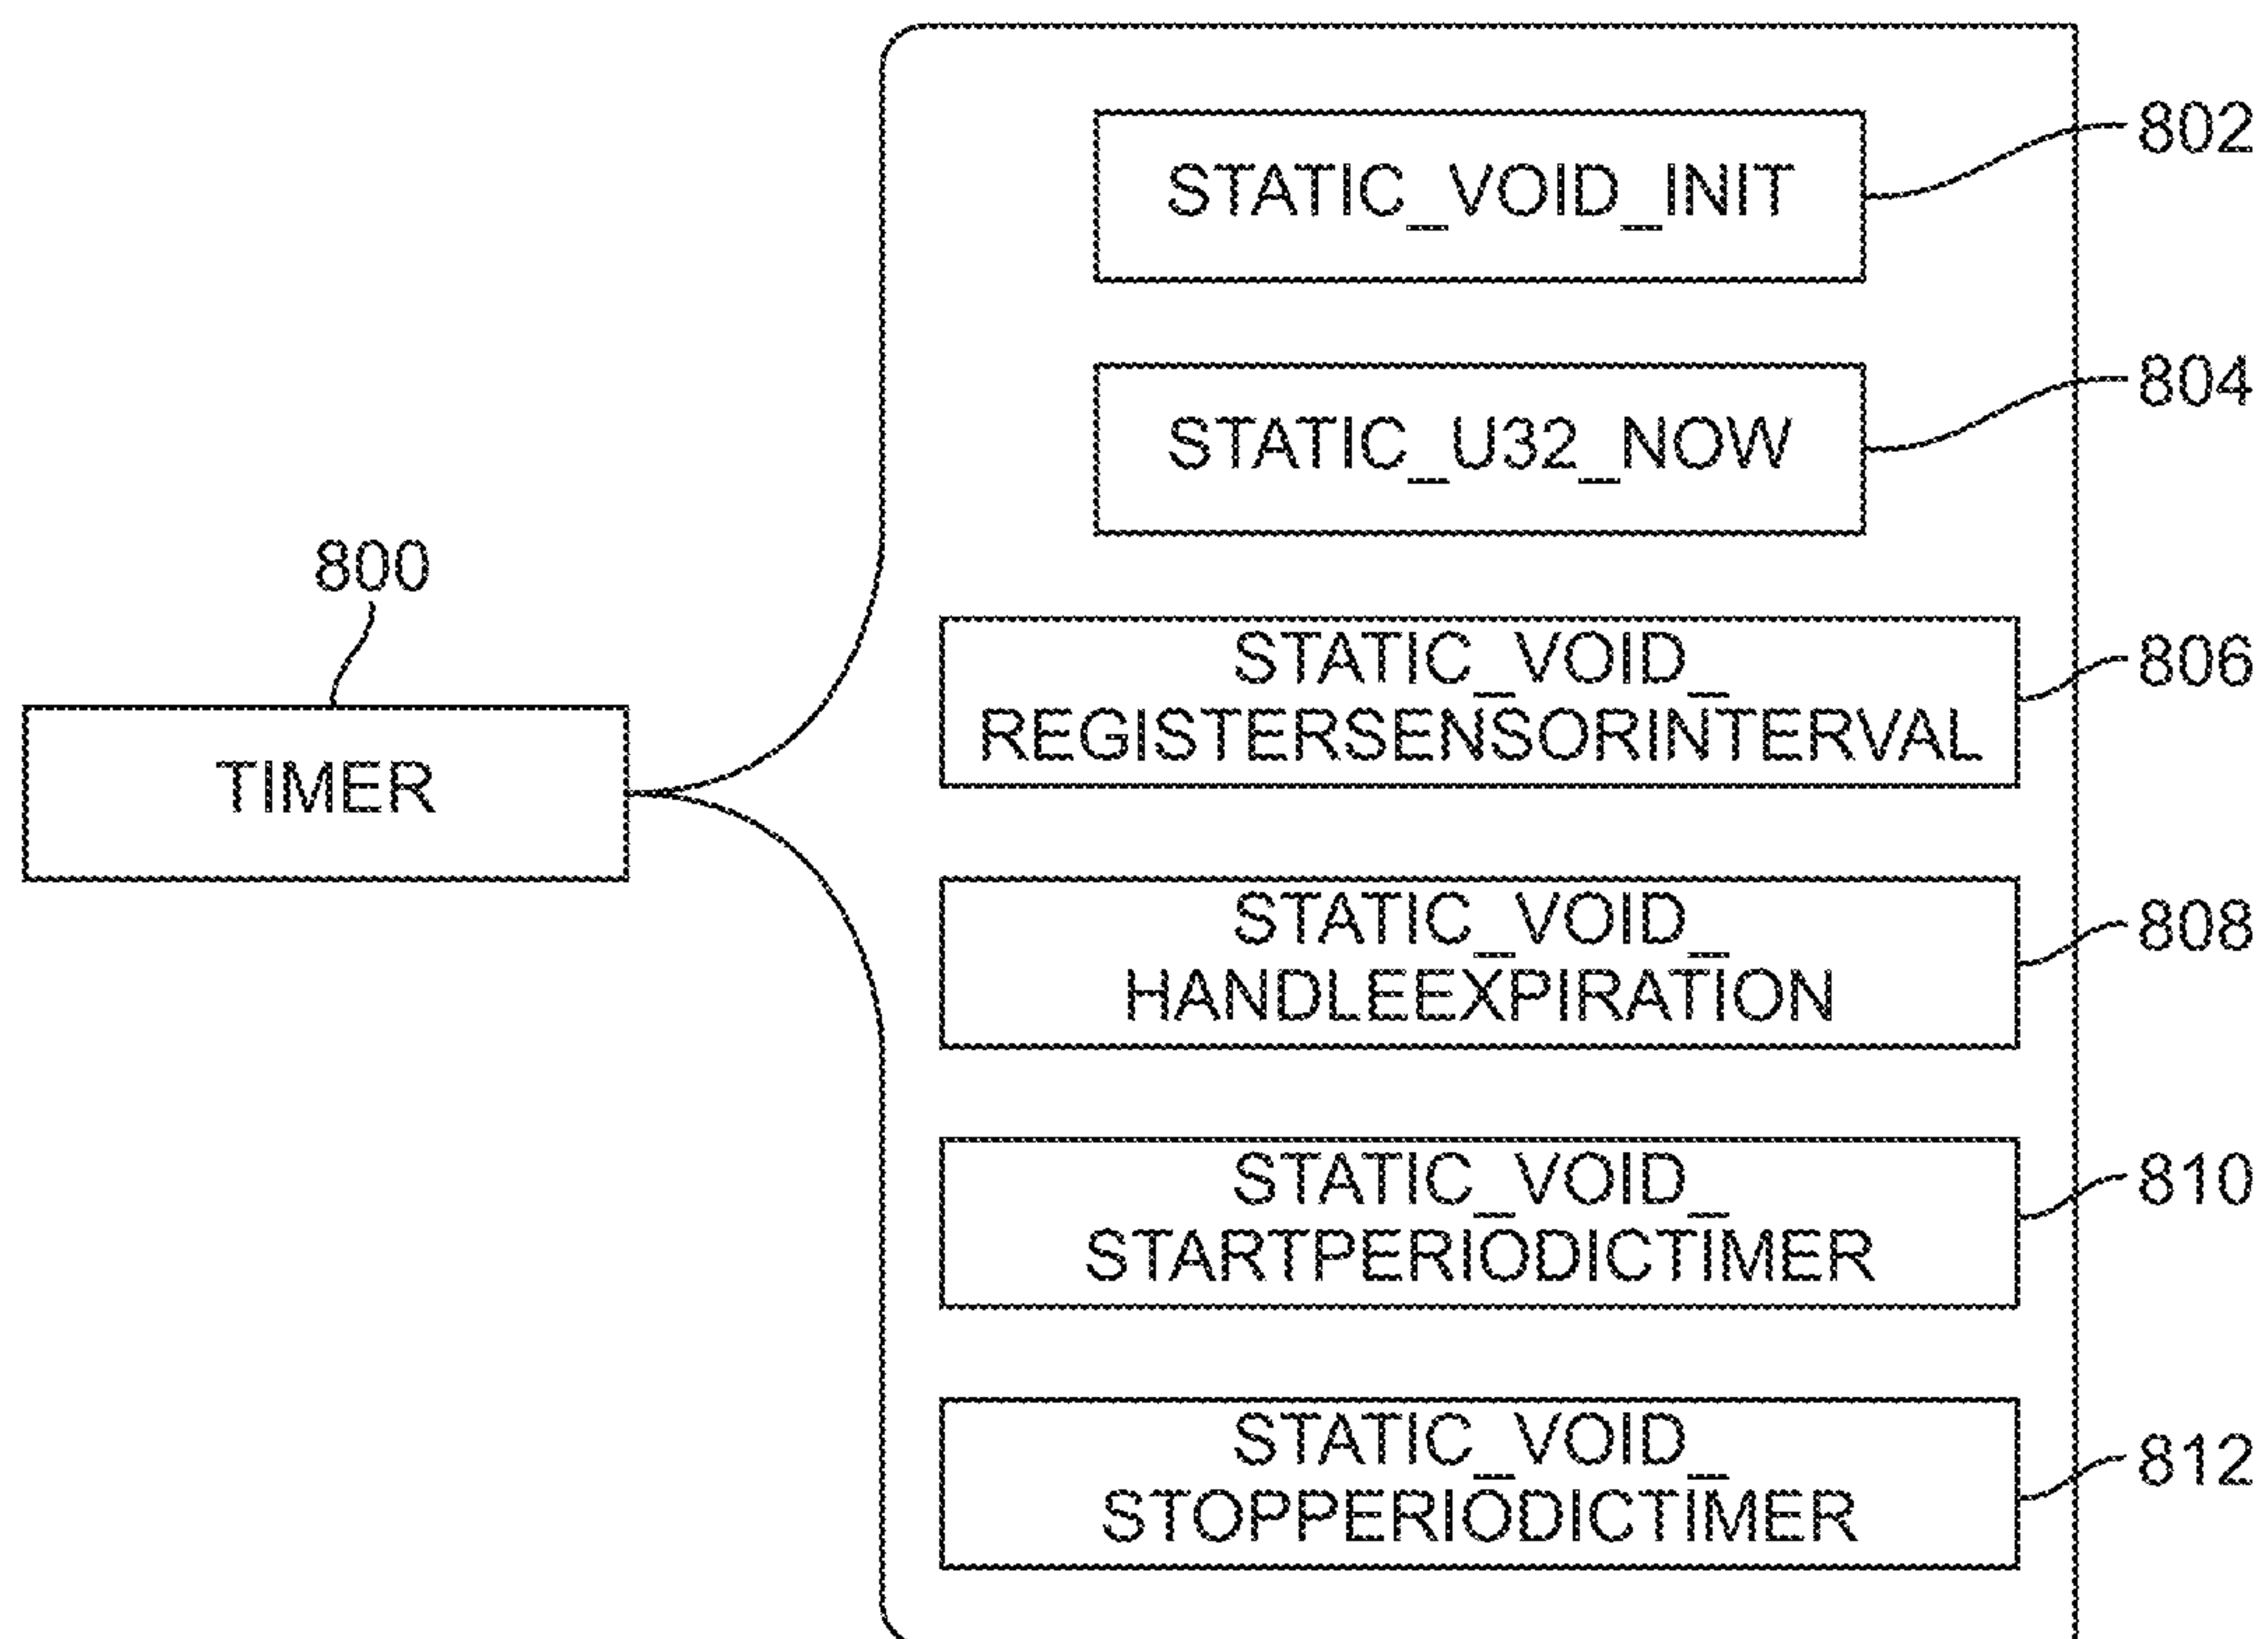 800
TIMER
STATIC_VOID_INIT
802
STATIC_U32_NOW
804
STATIC_VOID_
REGISTERSENSORINTERVAL
806
STATIC_VOID_
HANDLEEXPIRATION
808
STATIC_VOID_
STARTPERIODICTIMER
810
STATIC_VOID_
STOPPERIODICTIMER
812